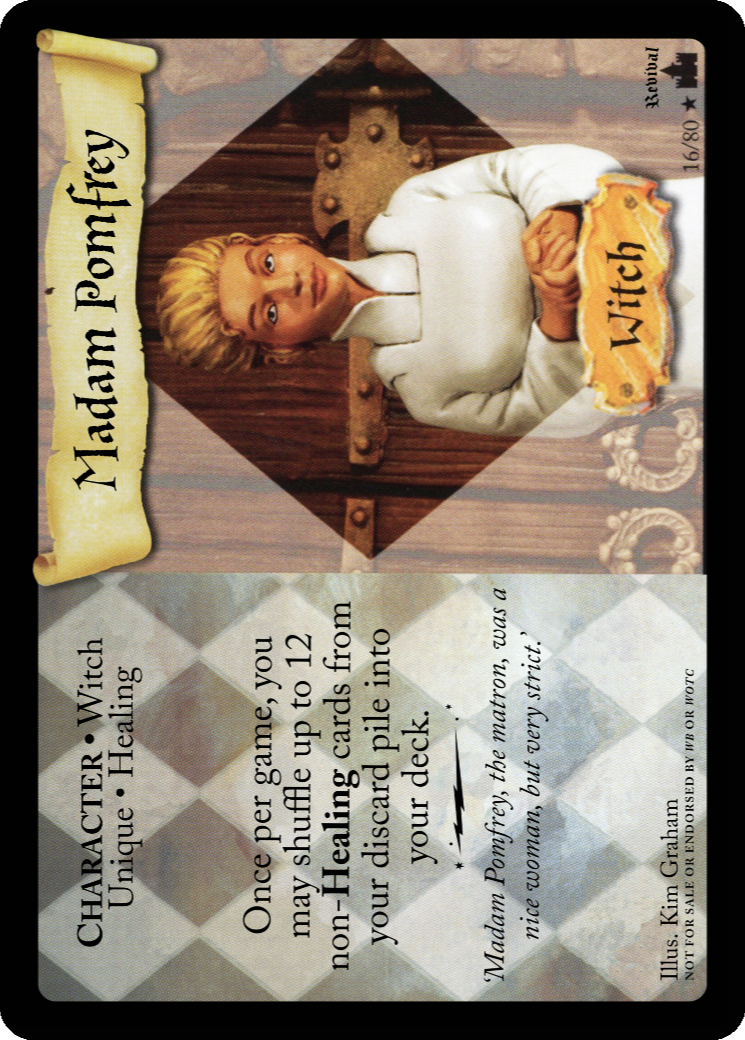 Madam Pomfrey
CHARACTER • Witch
Unique • Healing
Once per game, you
may shuffle up to 12
non-Healing cards from
your discard pile into
your deck.
‘Madam Pomfrey, the matron, was a
nice woman, but very strict.’
Illus. Kim Graham
NOT FOR SALE OR ENDORSED BY WB OR WOTC
Witch
Revival
16/80 ★